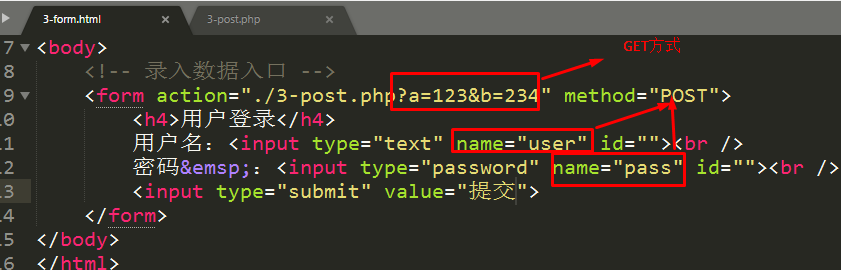 3-form.html × 3-post.php ×
GET方式
7 <body>
8 <!-- 录入数据入口 -->
9 <form action="./3-post.php?a=123&b=234" method="POST">
10 <h4>用户登录</h4>
11 用户名：<input type="text" name="user" id=""><br />
12 密码&emsp;：<input type="password" name="pass" id=""><br />
13 <input type="submit" value="提交">
14 </form>
15 </body>
16 </html>